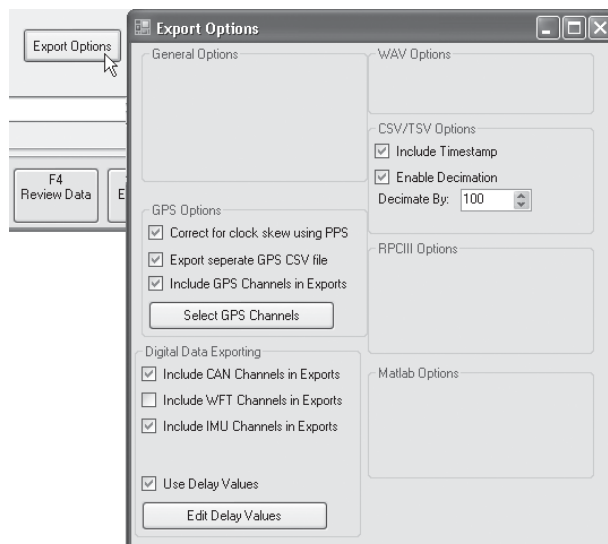 Export Options
F4
Review Data
E
Export Options
General Options
GPS Options
Correct for clock skew using PPS
Export seperate GPS CSV file
Include GPS Channels in Exports
Select GPS Channels
Digital Data Exporting
Include CAN Channels in Exports
Include WFT Channels in Exports
Include IMU Channels in Exports
Use Delay Values
Edit Delay Values
WAV Options
CSV/TSV Options
Include Timestamp
Enable Decimation
Decimate By: 100
RPCIII Options
Matlab Options